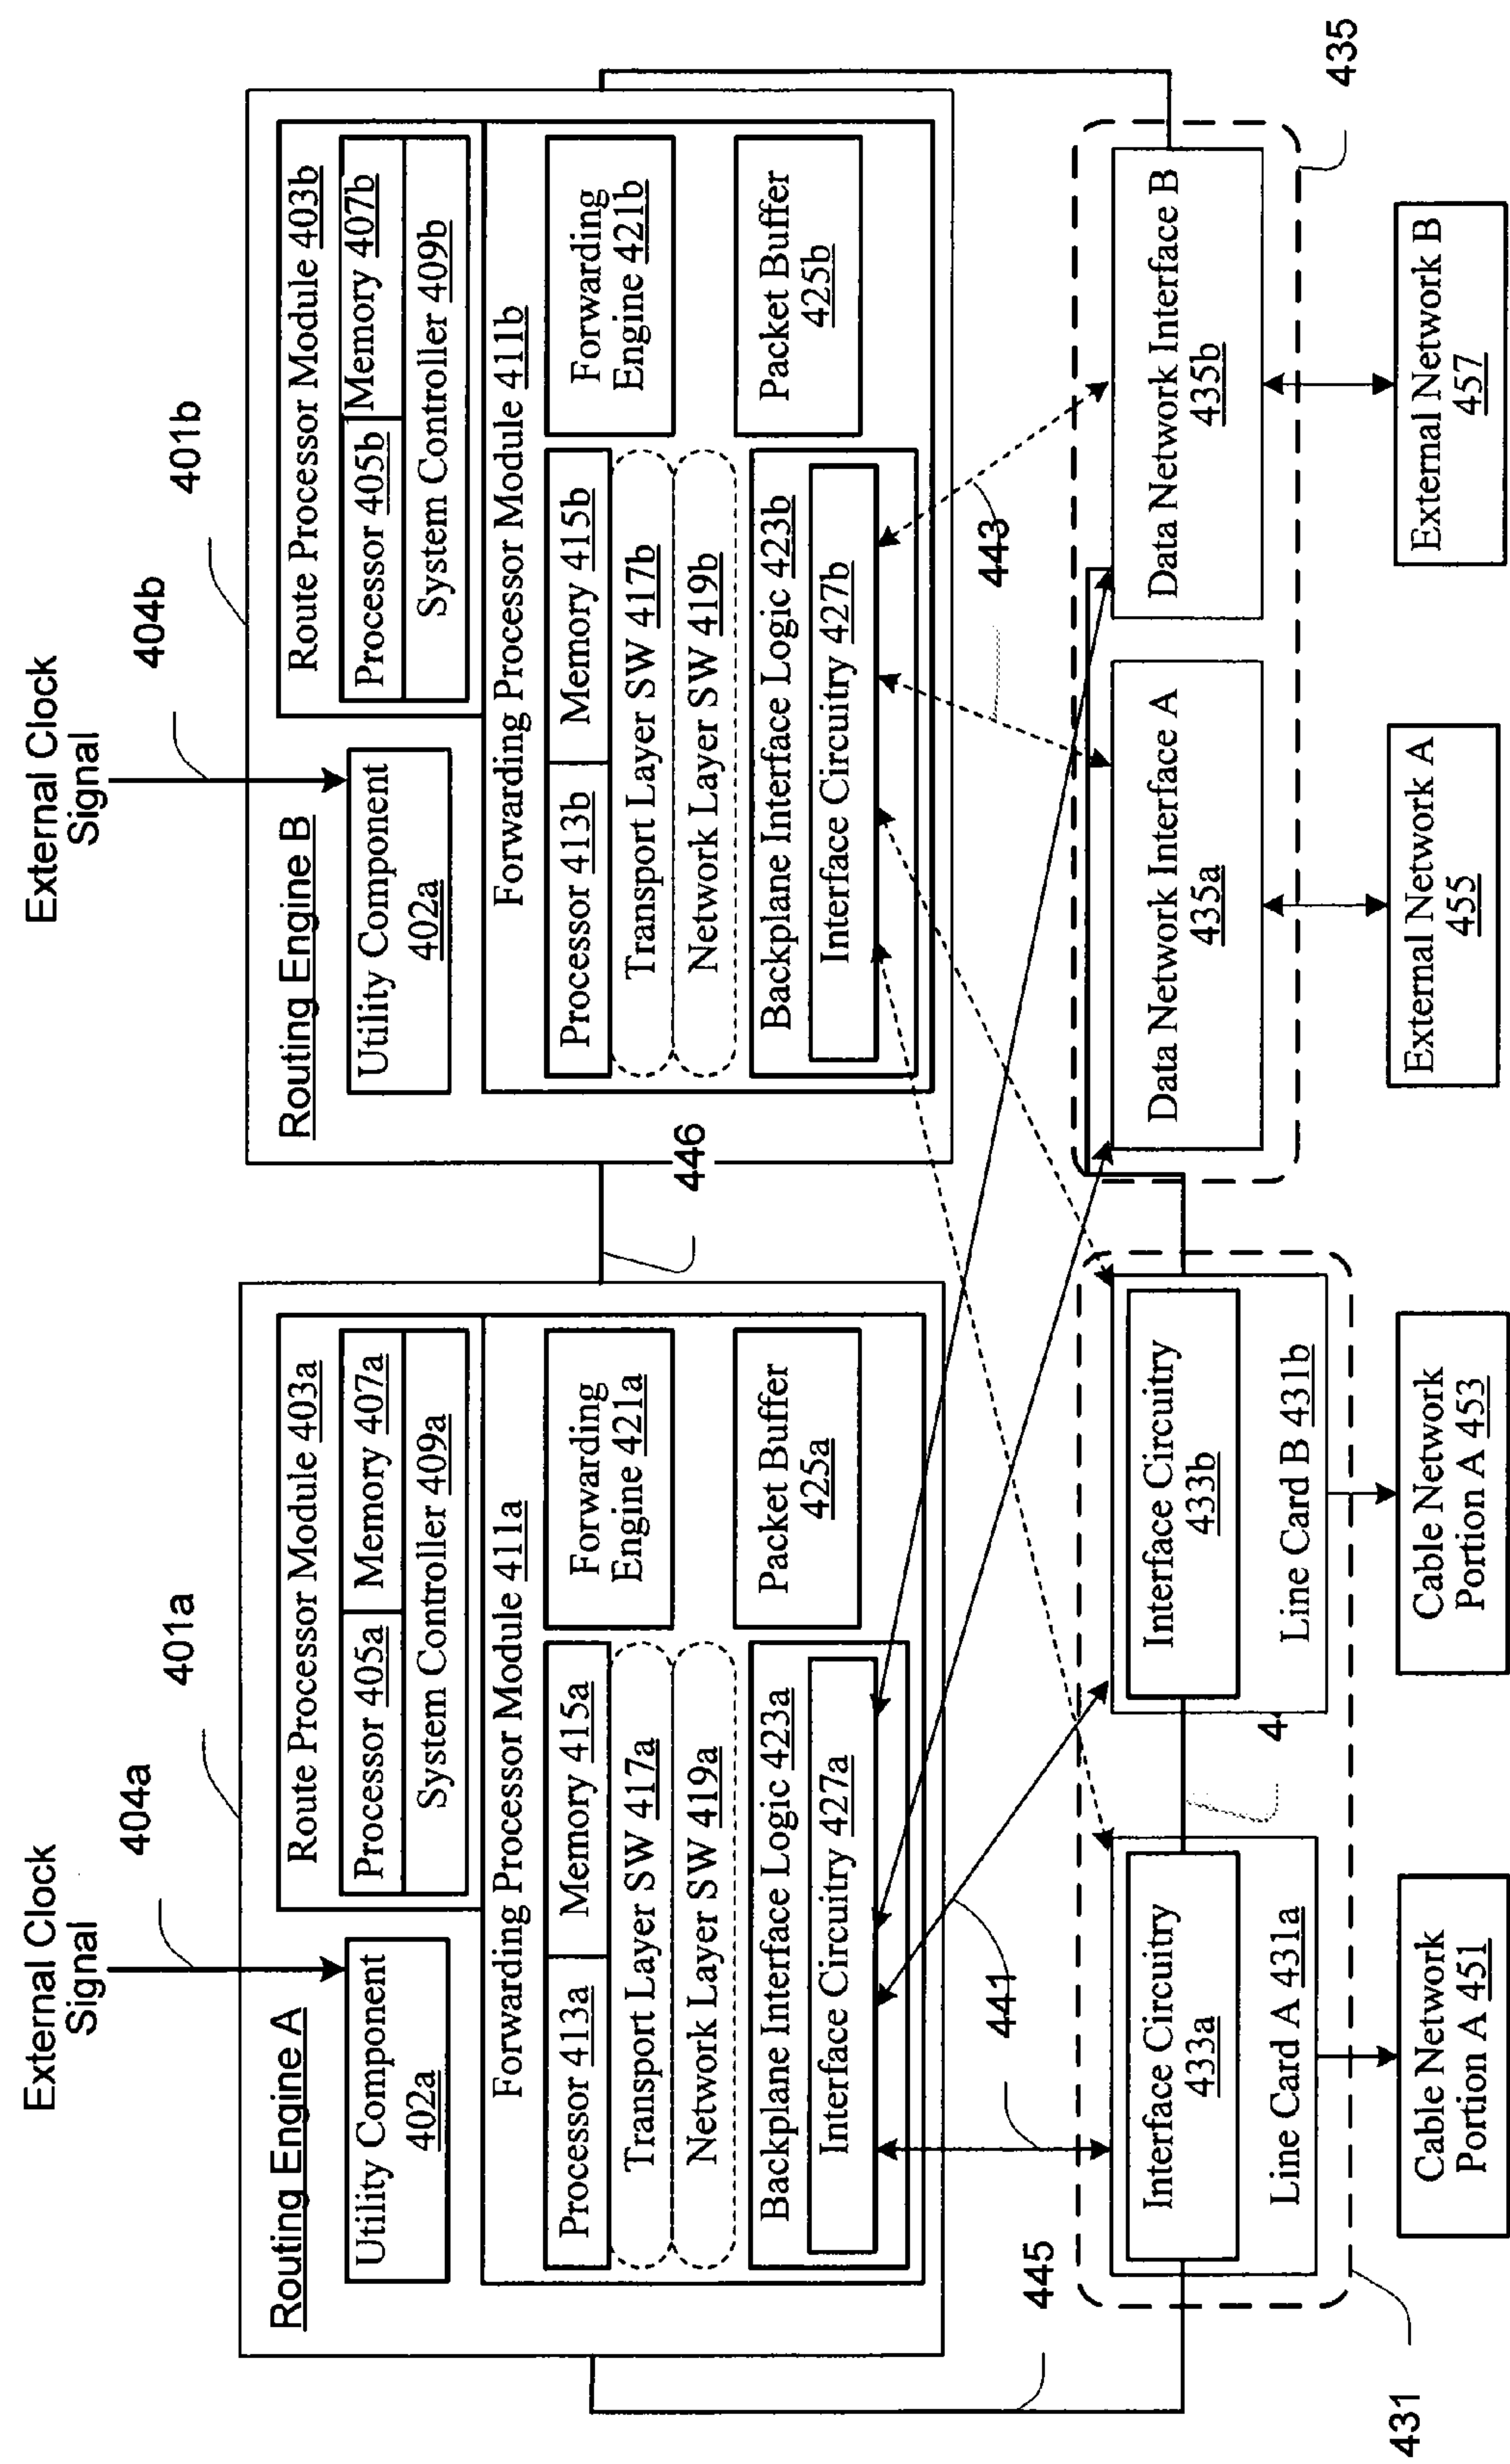 External Clock
Signal
404a
401a
Routing Engine A
Utility Component
402a
Route Processor Module 403a
Processor 405a
Memory 407a
System Controller 409a
Forwarding Processor Module 411a
Processor 413a
Memory 415a
Transport Layer SW 417a
Network Layer SW 419a
Forwarding
Engine 421a
Backplane Interface Logic 423a
Interface Circuitry 427a
Packet Buffer
425a
446
External Clock
Signal
404b
401b
Routing Engine B
Utility Component
402a
Route Processor Module 403b
Processor 405b
Memory 407b
System Controller 409b
Forwarding Processor Module 411b
Processor 413b
Memory 415b
Transport Layer SW 417b
Network Layer SW 419b
Forwarding
Engine 421b
Backplane Interface Logic 423b
Interface Circuitry 427b
Packet Buffer
425b
445
441
443
Interface Circuitry
433a
Line Card A 431a
4
Interface Circuitry
433b
Line Card B 431b
Data Network Interface A
435a
Data Network Interface B
435b
435
431
Cable Network
Portion A 451
Cable Network
Portion A 453
External Network A
455
External Network B
457